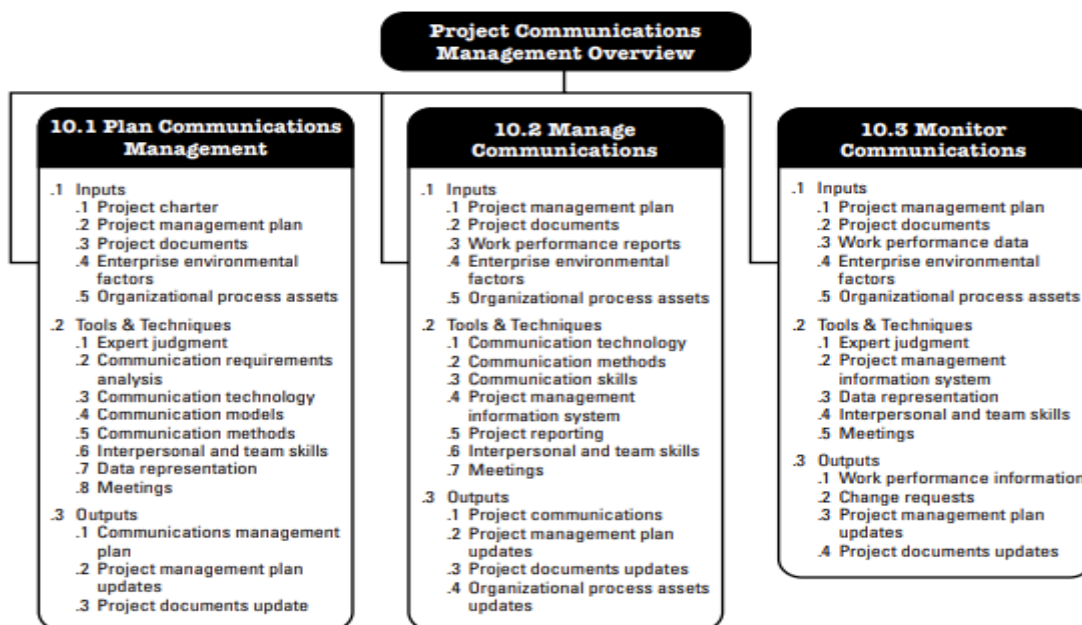 Project Communications
Management Overview
10.1 Plan Communications
Management
.1 Inputs
.1 Project charter
.2 Project management plan
.3 Project documents
.4 Enterprise environmental
factors
.5 Organizational process assets
.2 Tools & Techniques
.1 Expert judgment
.2 Communication requirements
analysis
.3 Communication technology
.4 Communication models
.5 Communication methods
.6 Interpersonal and team skills
.7 Data representation
.8 Meetings
.3 Outputs
.1 Communications management
plan
.2 Project management plan
updates
.3 Project documents update
10.2 Manage
Communications
.1 Inputs
.1 Project management plan
.2 Project documents
.3 Work performance reports
.4 Enterprise environmental
factors
.5 Organizational process assets
.2 Tools & Techniques
.1 Communication technology
.2 Communication methods
.3 Communication skills
.4 Project management
information system
.5 Project reporting
.6 Interpersonal and team skills
.7 Meetings
.3 Outputs
.1 Project communications
.2 Project management plan
updates
.3 Project documents updates
.4 Organizational process assets
updates
10.3 Monitor
Communications
.1 Inputs
.1 Project management plan
.2 Project documents
.3 Work performance data
.4 Enterprise environmental
factors
.5 Organizational process assets
.2 Tools & Techniques
.1 Expert judgment
.2 Project management
information system
.3 Data representation
.4 Interpersonal and team skills
.5 Meetings
.3 Outputs
.1 Work performance information
.2 Change requests
.3 Project management plan
updates
.4 Project documents updates